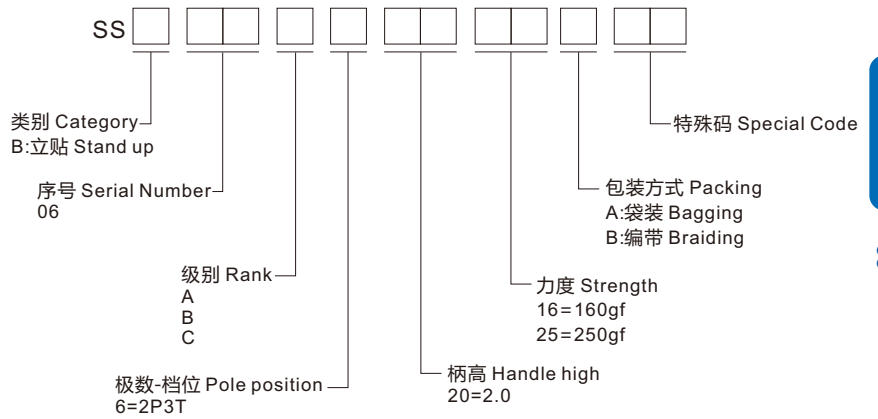 SS
类别 Category
B:立贴 Stand up
序号 Serial Number
06
级别 Rank
A
B
C
极数-档位 Pole position
6=2P3T
柄高 Handle high
20=2.0
力度 Strength
16=160gf
25=250gf
包装方式 Packing
A:袋装 Bagging
B:编带 Braiding
特殊码 Special Code